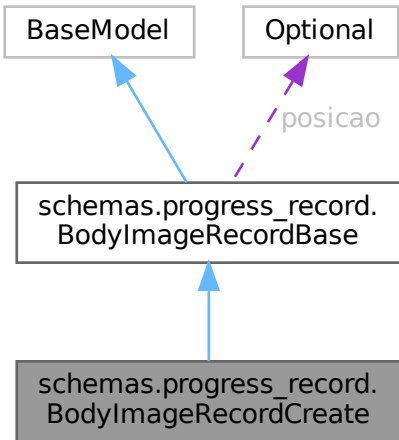 BaseModel
Optional
posicao
schemas.progress_record.
BodyImageRecordBase
schemas.progress_record.
BodyImageRecordCreate